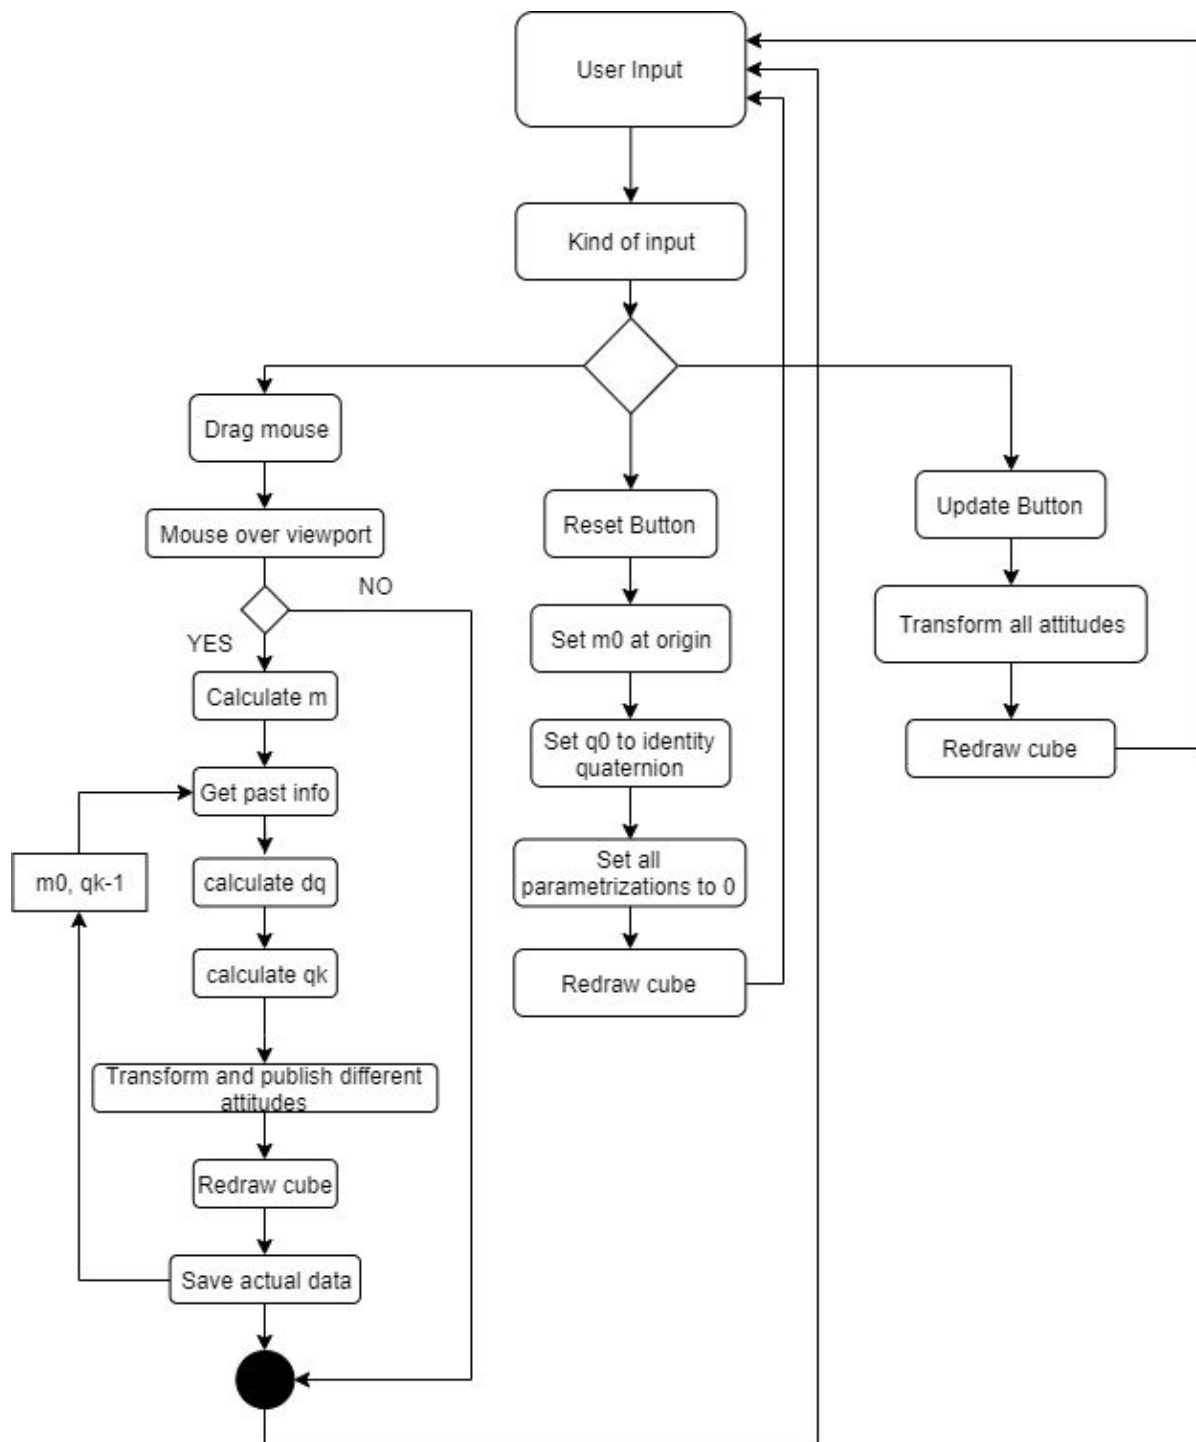 User Input
Kind of input
Drag mouse
Mouse over viewport
NO
YES
Calculate m
Get past info
m0, qk-1
calculate dq
calculate qk
Transform and publish different
attitudes
Redraw cube
Save actual data
Reset Button
Set m0 at origin
Set q0 to identity
quaternion
Set all
parametrizations to 0
Redraw cube
Update Button
Transform all attitudes
Redraw cube